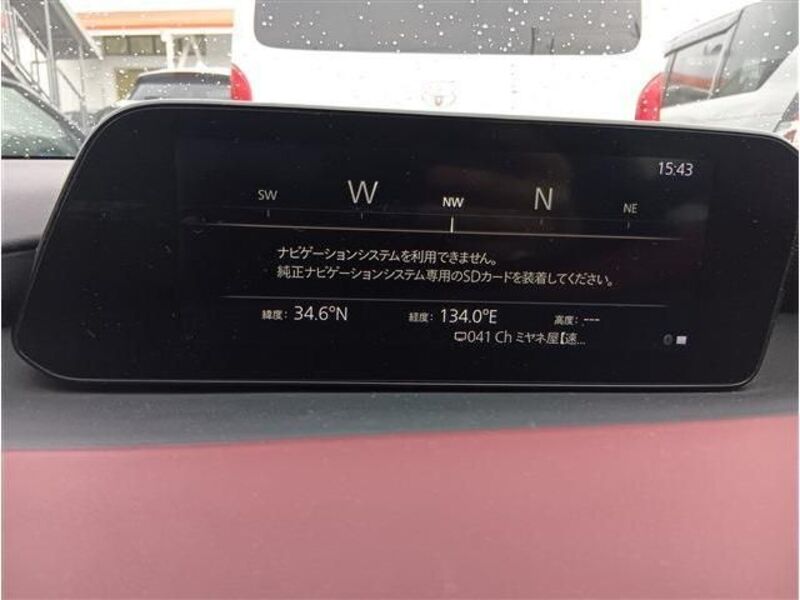 15:43
SW W NW N NE
ナビゲーションシステムを利用できません。
純正ナビゲーションシステム専用のSDカードを装着してください。
緯度: 34.6°N 経度: 134.0°E 高度: ---
041 Ch ミヤネ屋【速...